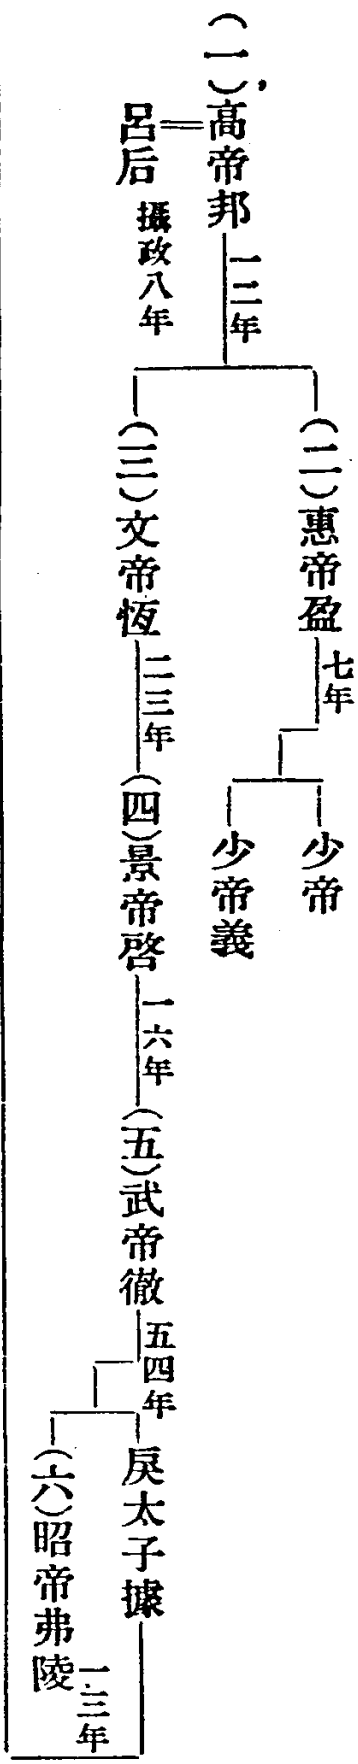 （一）高帝邦
一二年
呂后
攝政八年
（二）惠帝盈
七年
少帝
少帝義
（三）文帝恆
二三年
（四）景帝啓
一六年
（五）武帝徹
五四年
戾太子據
（六）昭帝弗陵
一三年